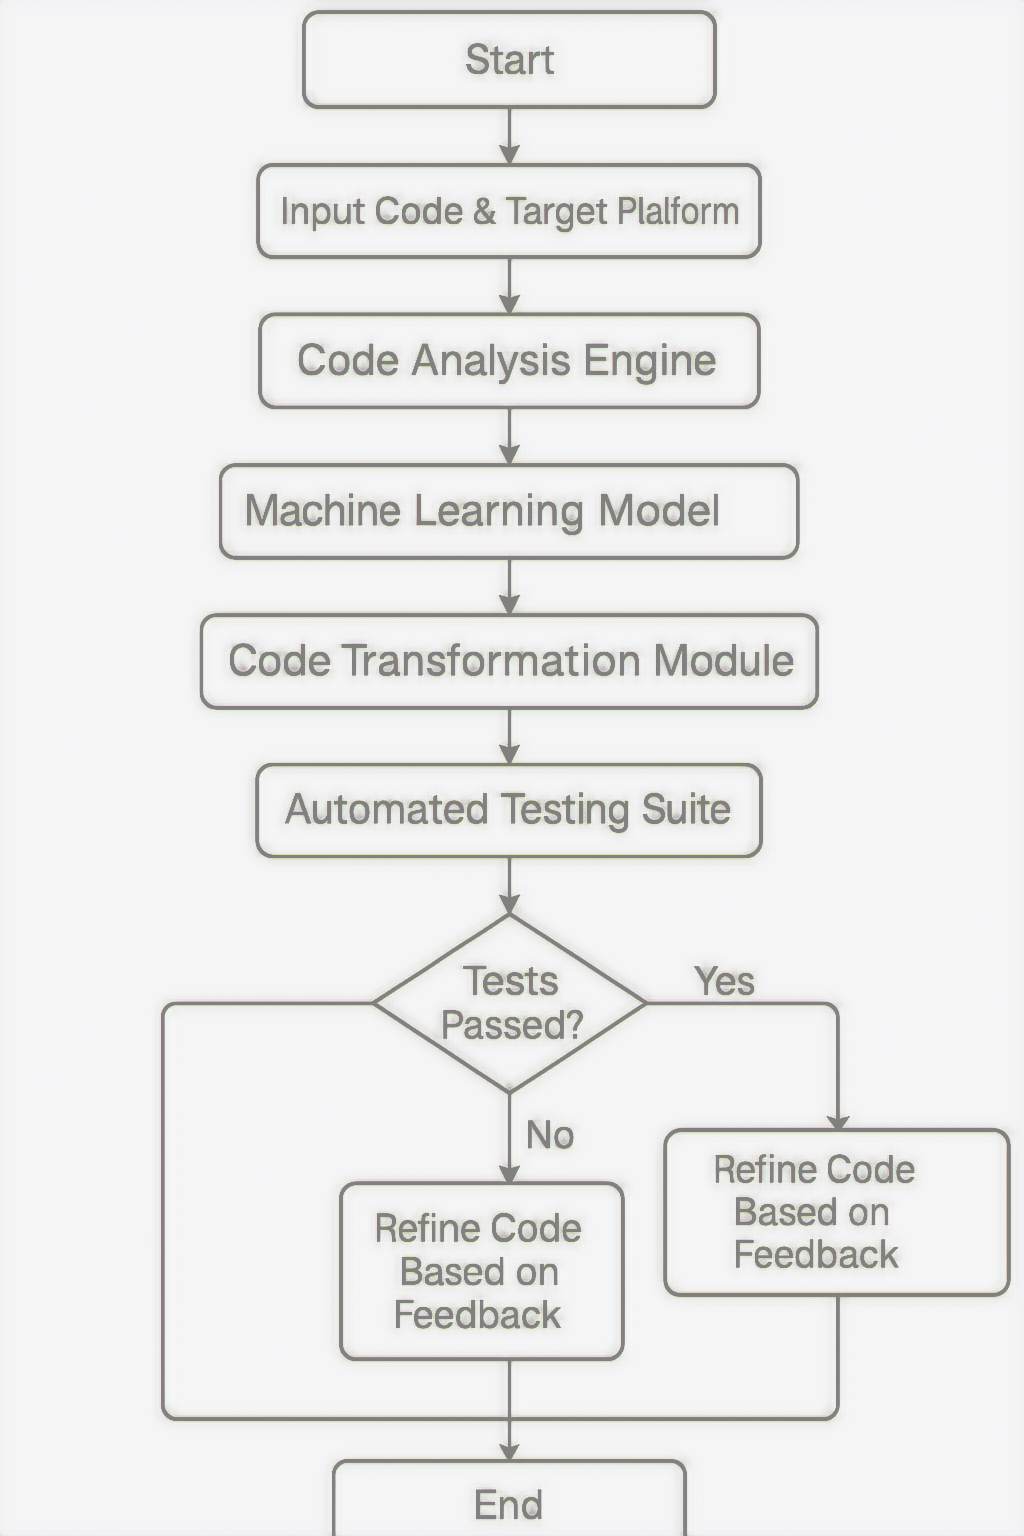 Start
Input Code & Target Plalform
Code Analysis Engine
Machine Learning Model
Code Transformation Module
Automated Testing Suite
Tests
Passed?
Yes
No
Refine Code
Based on
Feedback
Refine Code
Based on
Feedback
End